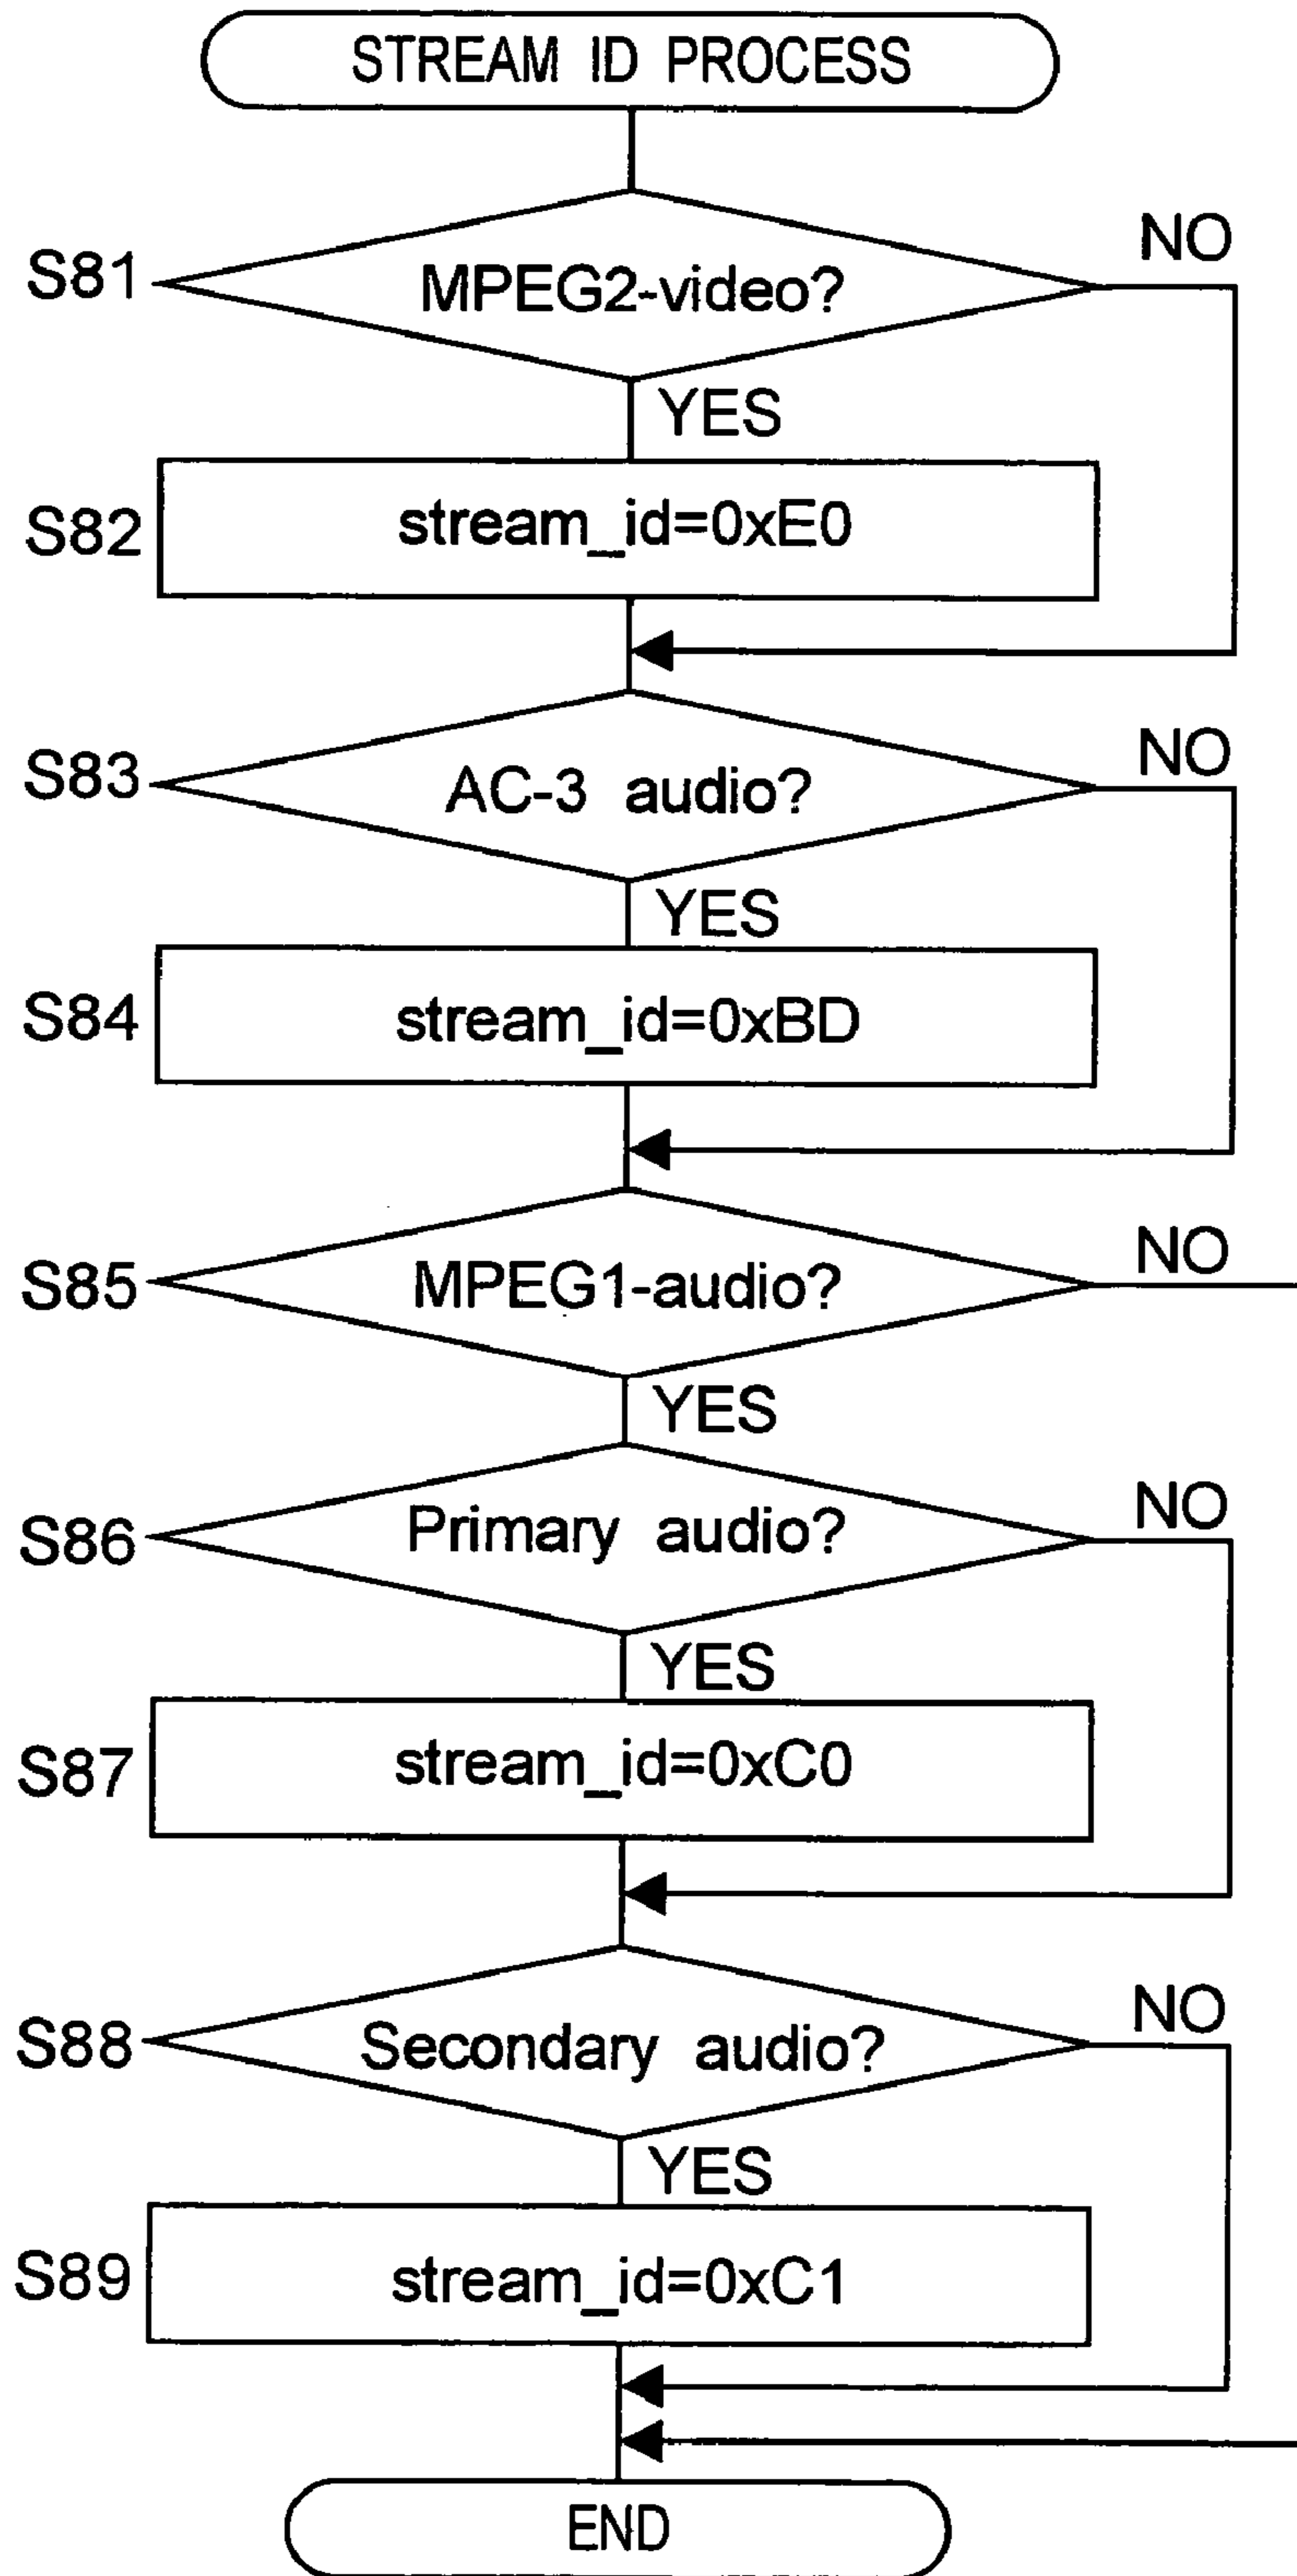 STREAM ID PROCESS
S81
MPEG2-video?
NO
YES
S82
stream_id=0xE0
S83
AC-3 audio?
NO
YES
S84
stream_id=0xBD
S85
MPEG1-audio?
NO
YES
S86
Primary audio?
NO
YES
S87
stream_id=0xC0
S88
Secondary audio?
NO
YES
S89
stream_id=0xC1
END